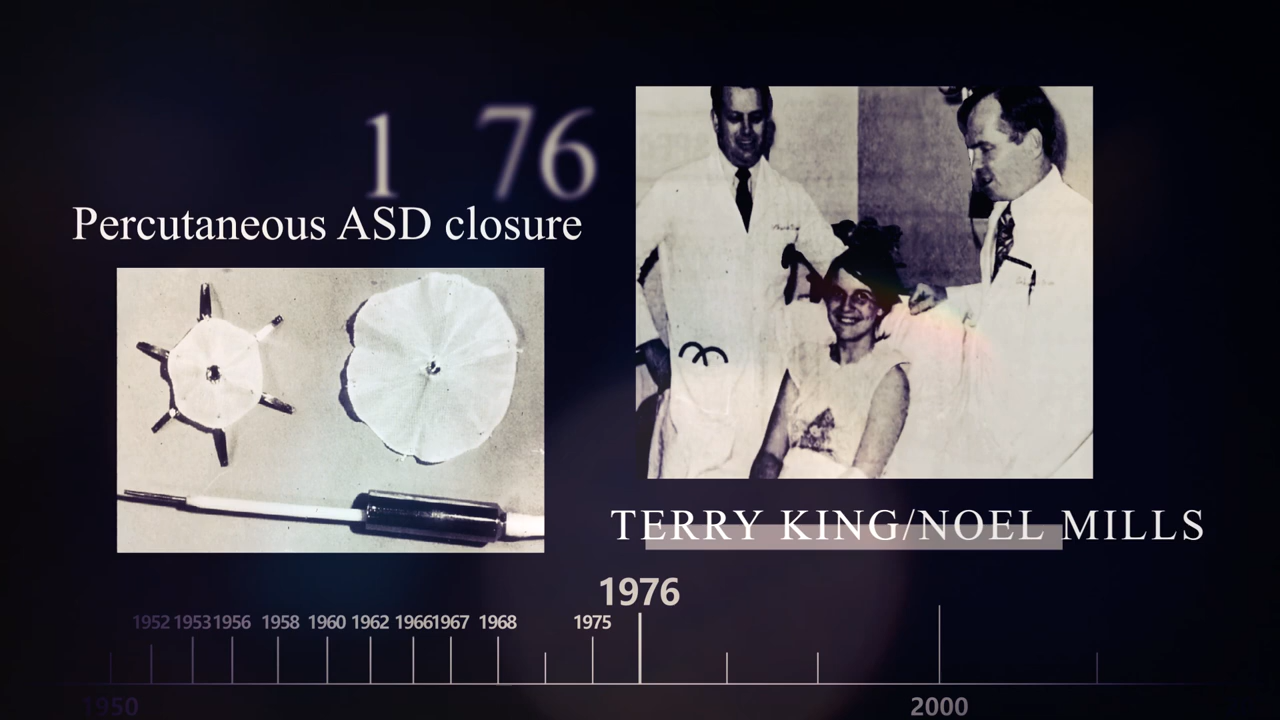 1 76
Percutaneous ASD closure
TERRY KING/NOEL MILLS
1976
1952 1953 1956 1958 1960 1962 1966 1967 1968 1975
1950 2000